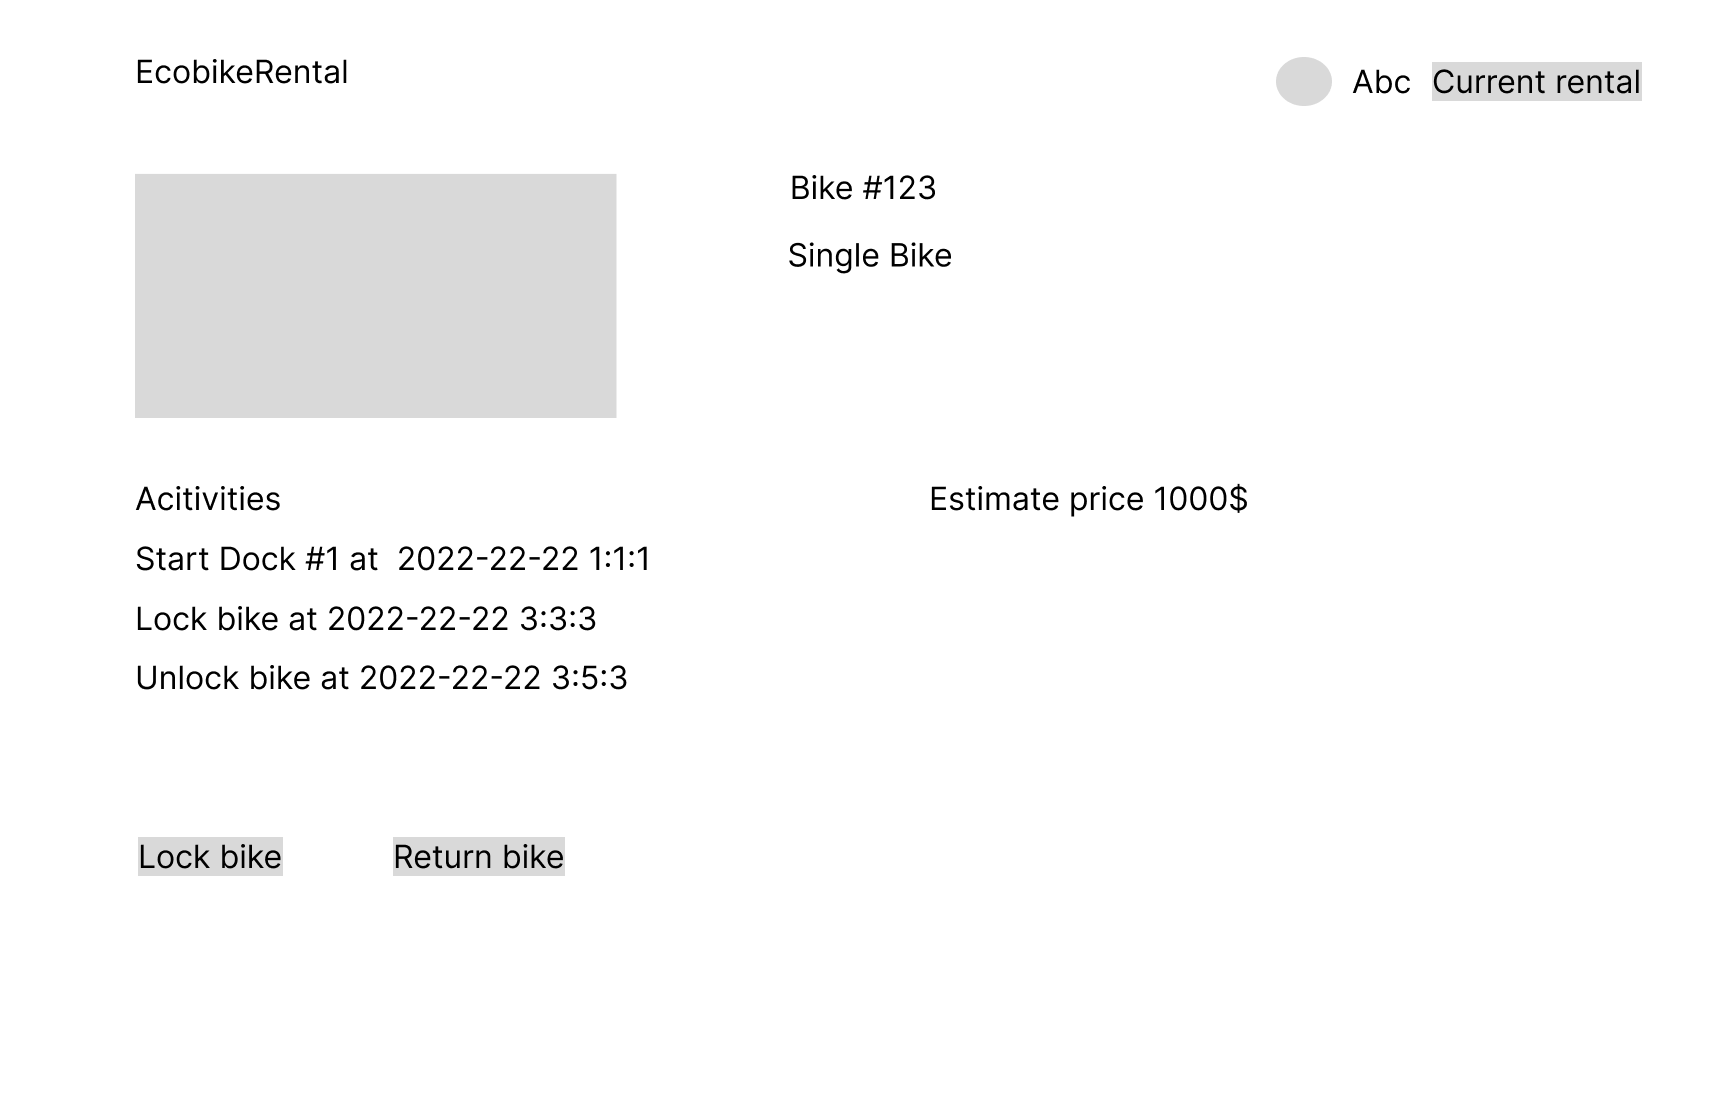 EcobikeRental
Abc Current rental
Bike #123
Single Bike
Acitivities
Estimate price 1000$
Start Dock #1 at  2022-22-22 1:1:1
Lock bike at 2022-22-22 3:3:3
Unlock bike at 2022-22-22 3:5:3
Lock bike
Return bike